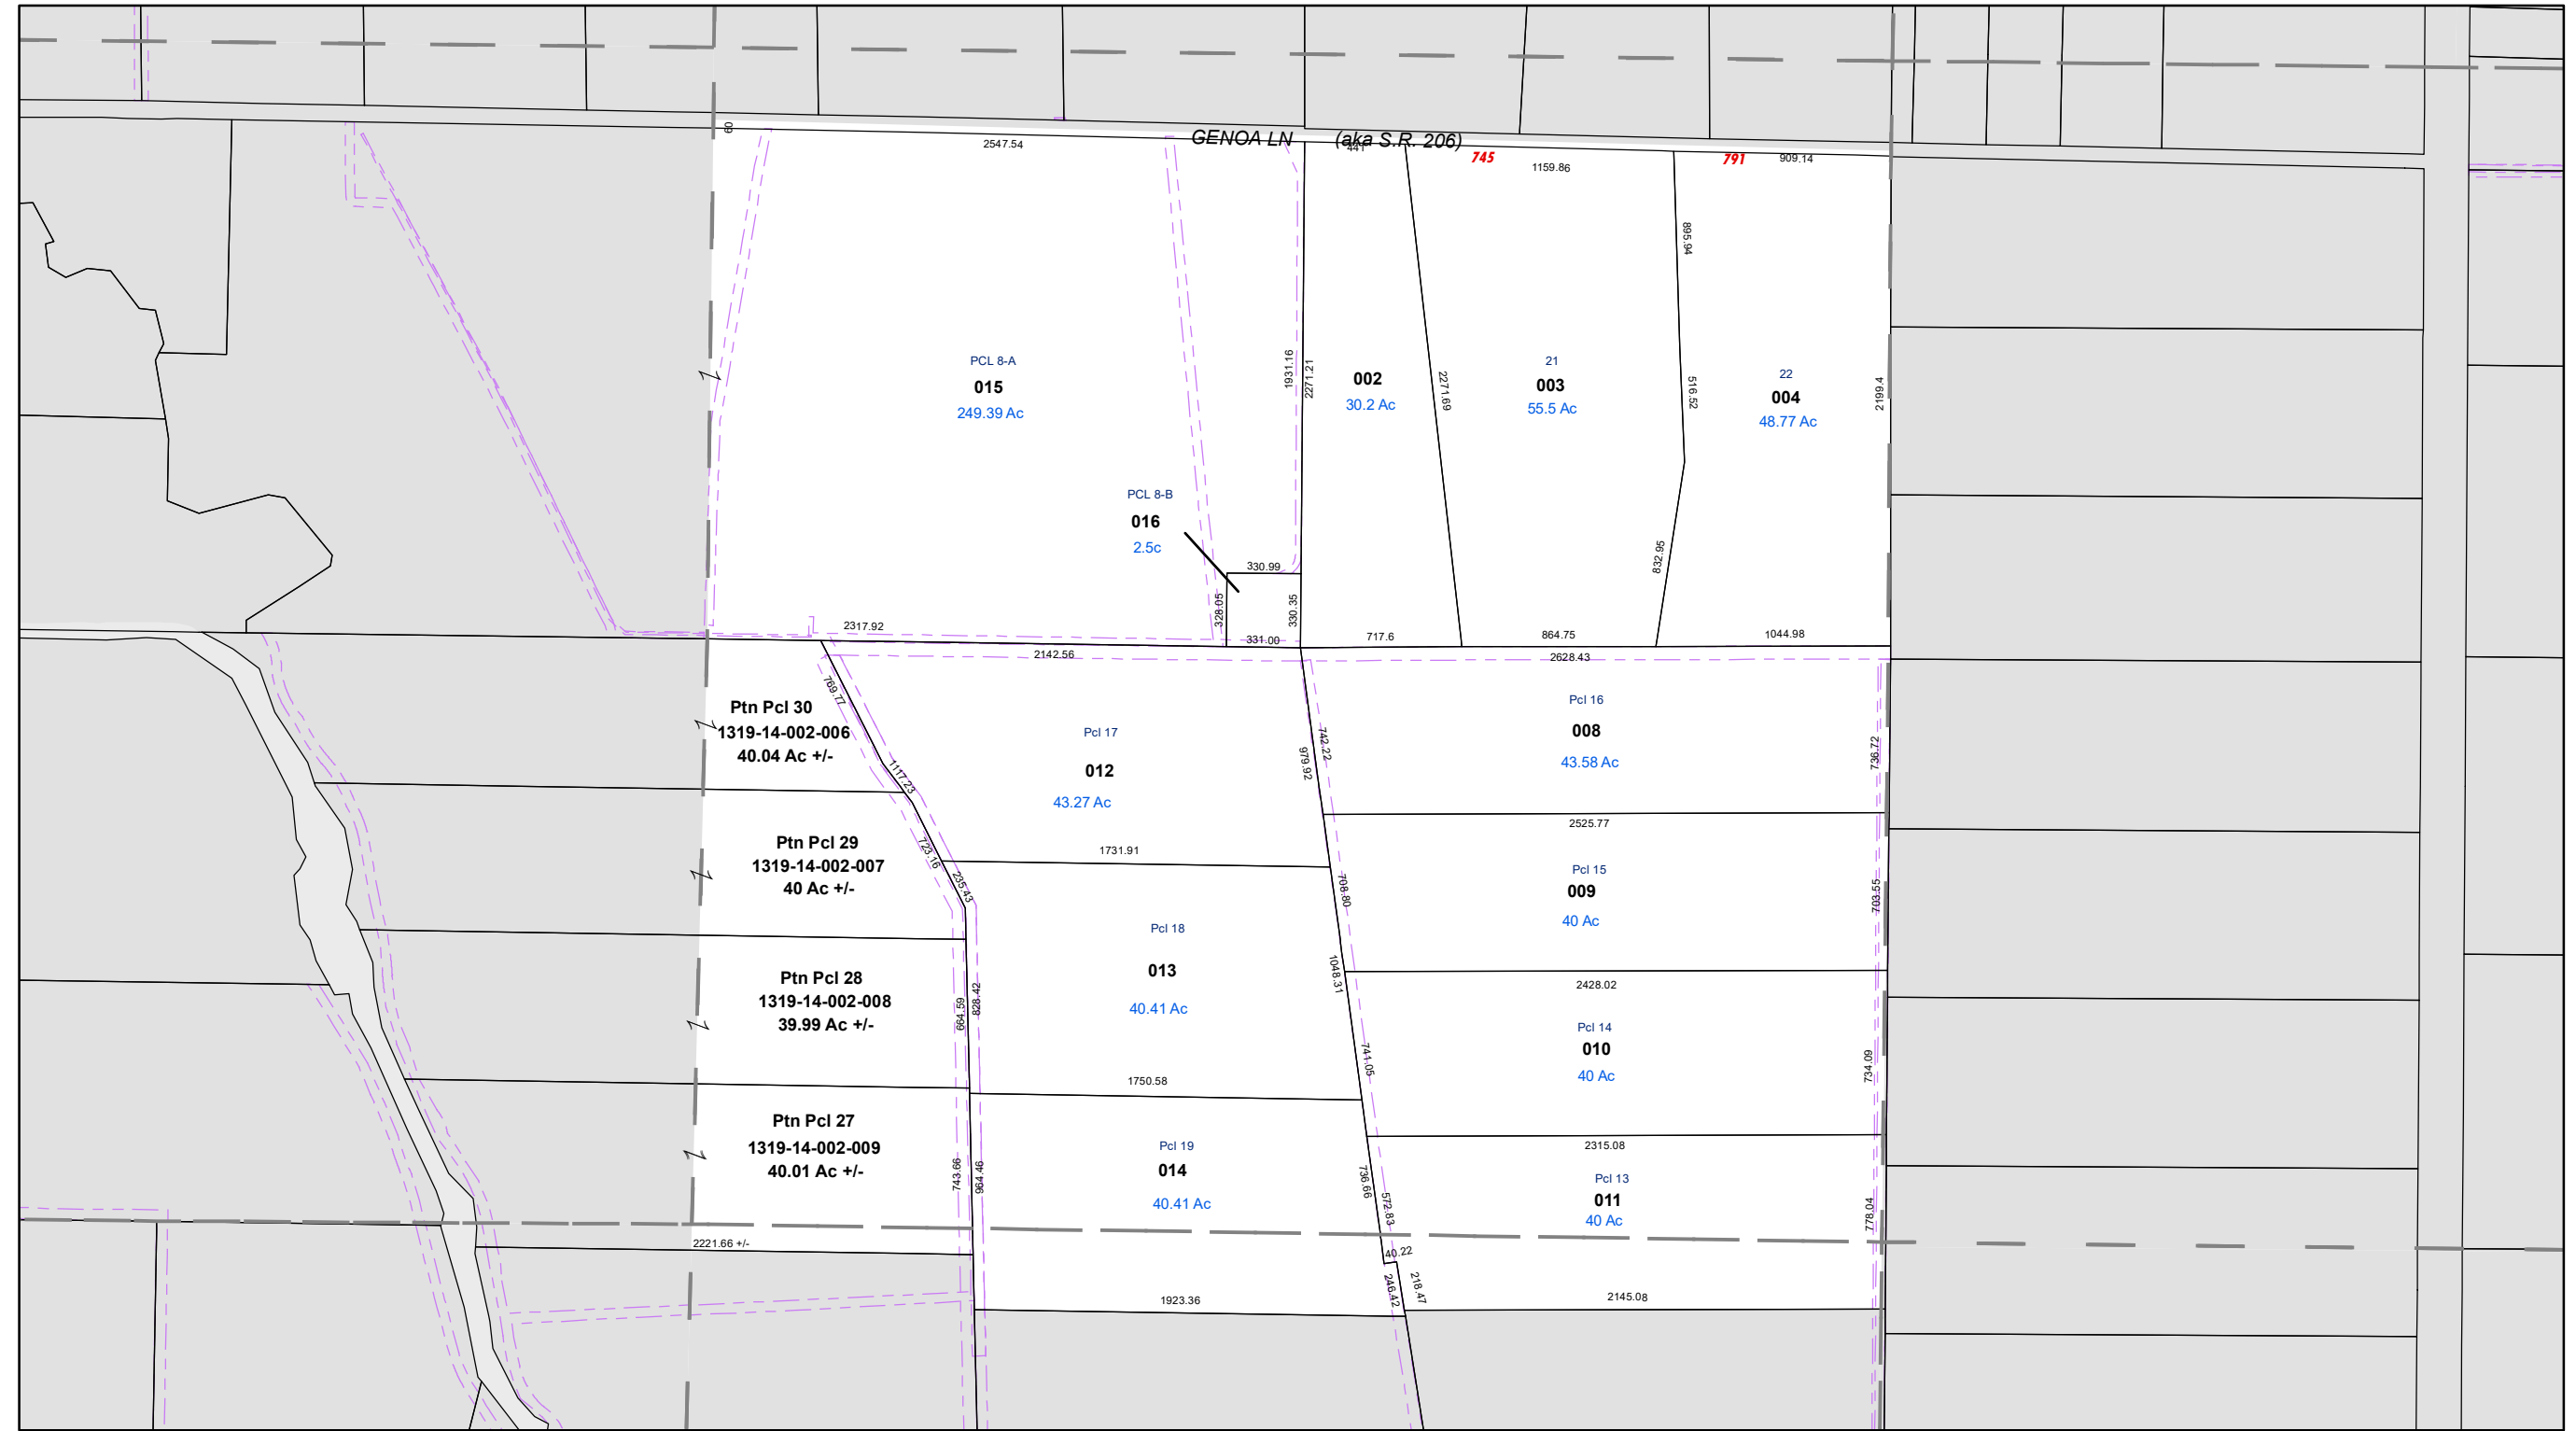 GENOA LN (aka S.R. 206)
60
2547.54
441
745
1159.86
791
909.14
895.94
PCL 8-A
015
249.39 Ac
1931.16
2271.21
002
30.2 Ac
2271.69
21
003
55.5 Ac
516.52
22
004
48.77 Ac
2199.4
PCL 8-B
016
2.5c
330.99
328.05
330.35
832.95
2317.92
331.00
717.6
864.75
1044.98
2142.56
2628.43
769.77
Ptn Pcl 30
1319-14-002-006
40.04 Ac +/-
Pcl 17
012
43.27 Ac
979.92
742.22
Pcl 16
008
43.58 Ac
736.72
1117.23
2525.77
Ptn Pcl 29
1319-14-002-007
40 Ac +/-
723.16
235.43
1731.91
708.80
Pcl 15
009
40 Ac
703.55
Ptn Pcl 28
1319-14-002-008
39.99 Ac +/-
664.59
828.42
Pcl 18
013
40.41 Ac
1048.31
2428.02
Pcl 14
010
40 Ac
741.05
734.09
1750.58
Ptn Pcl 27
1319-14-002-009
40.01 Ac +/-
743.66
964.46
Pcl 19
014
40.41 Ac
736.66
572.83
2315.08
Pcl 13
011
40 Ac
778.04
2221.66 +/-
40.22
246.42
218.47
1923.36
2145.08